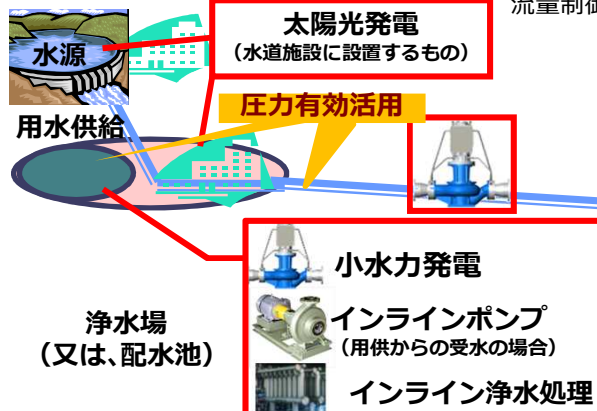 流量制御
太陽光発電
（水道施設に設置するもの）
水源
圧力有効活用
用水供給
小水力発電
浄水場
（又は、配水池）
インラインポンプ
（用供からの受水の場合）
インライン浄水処理